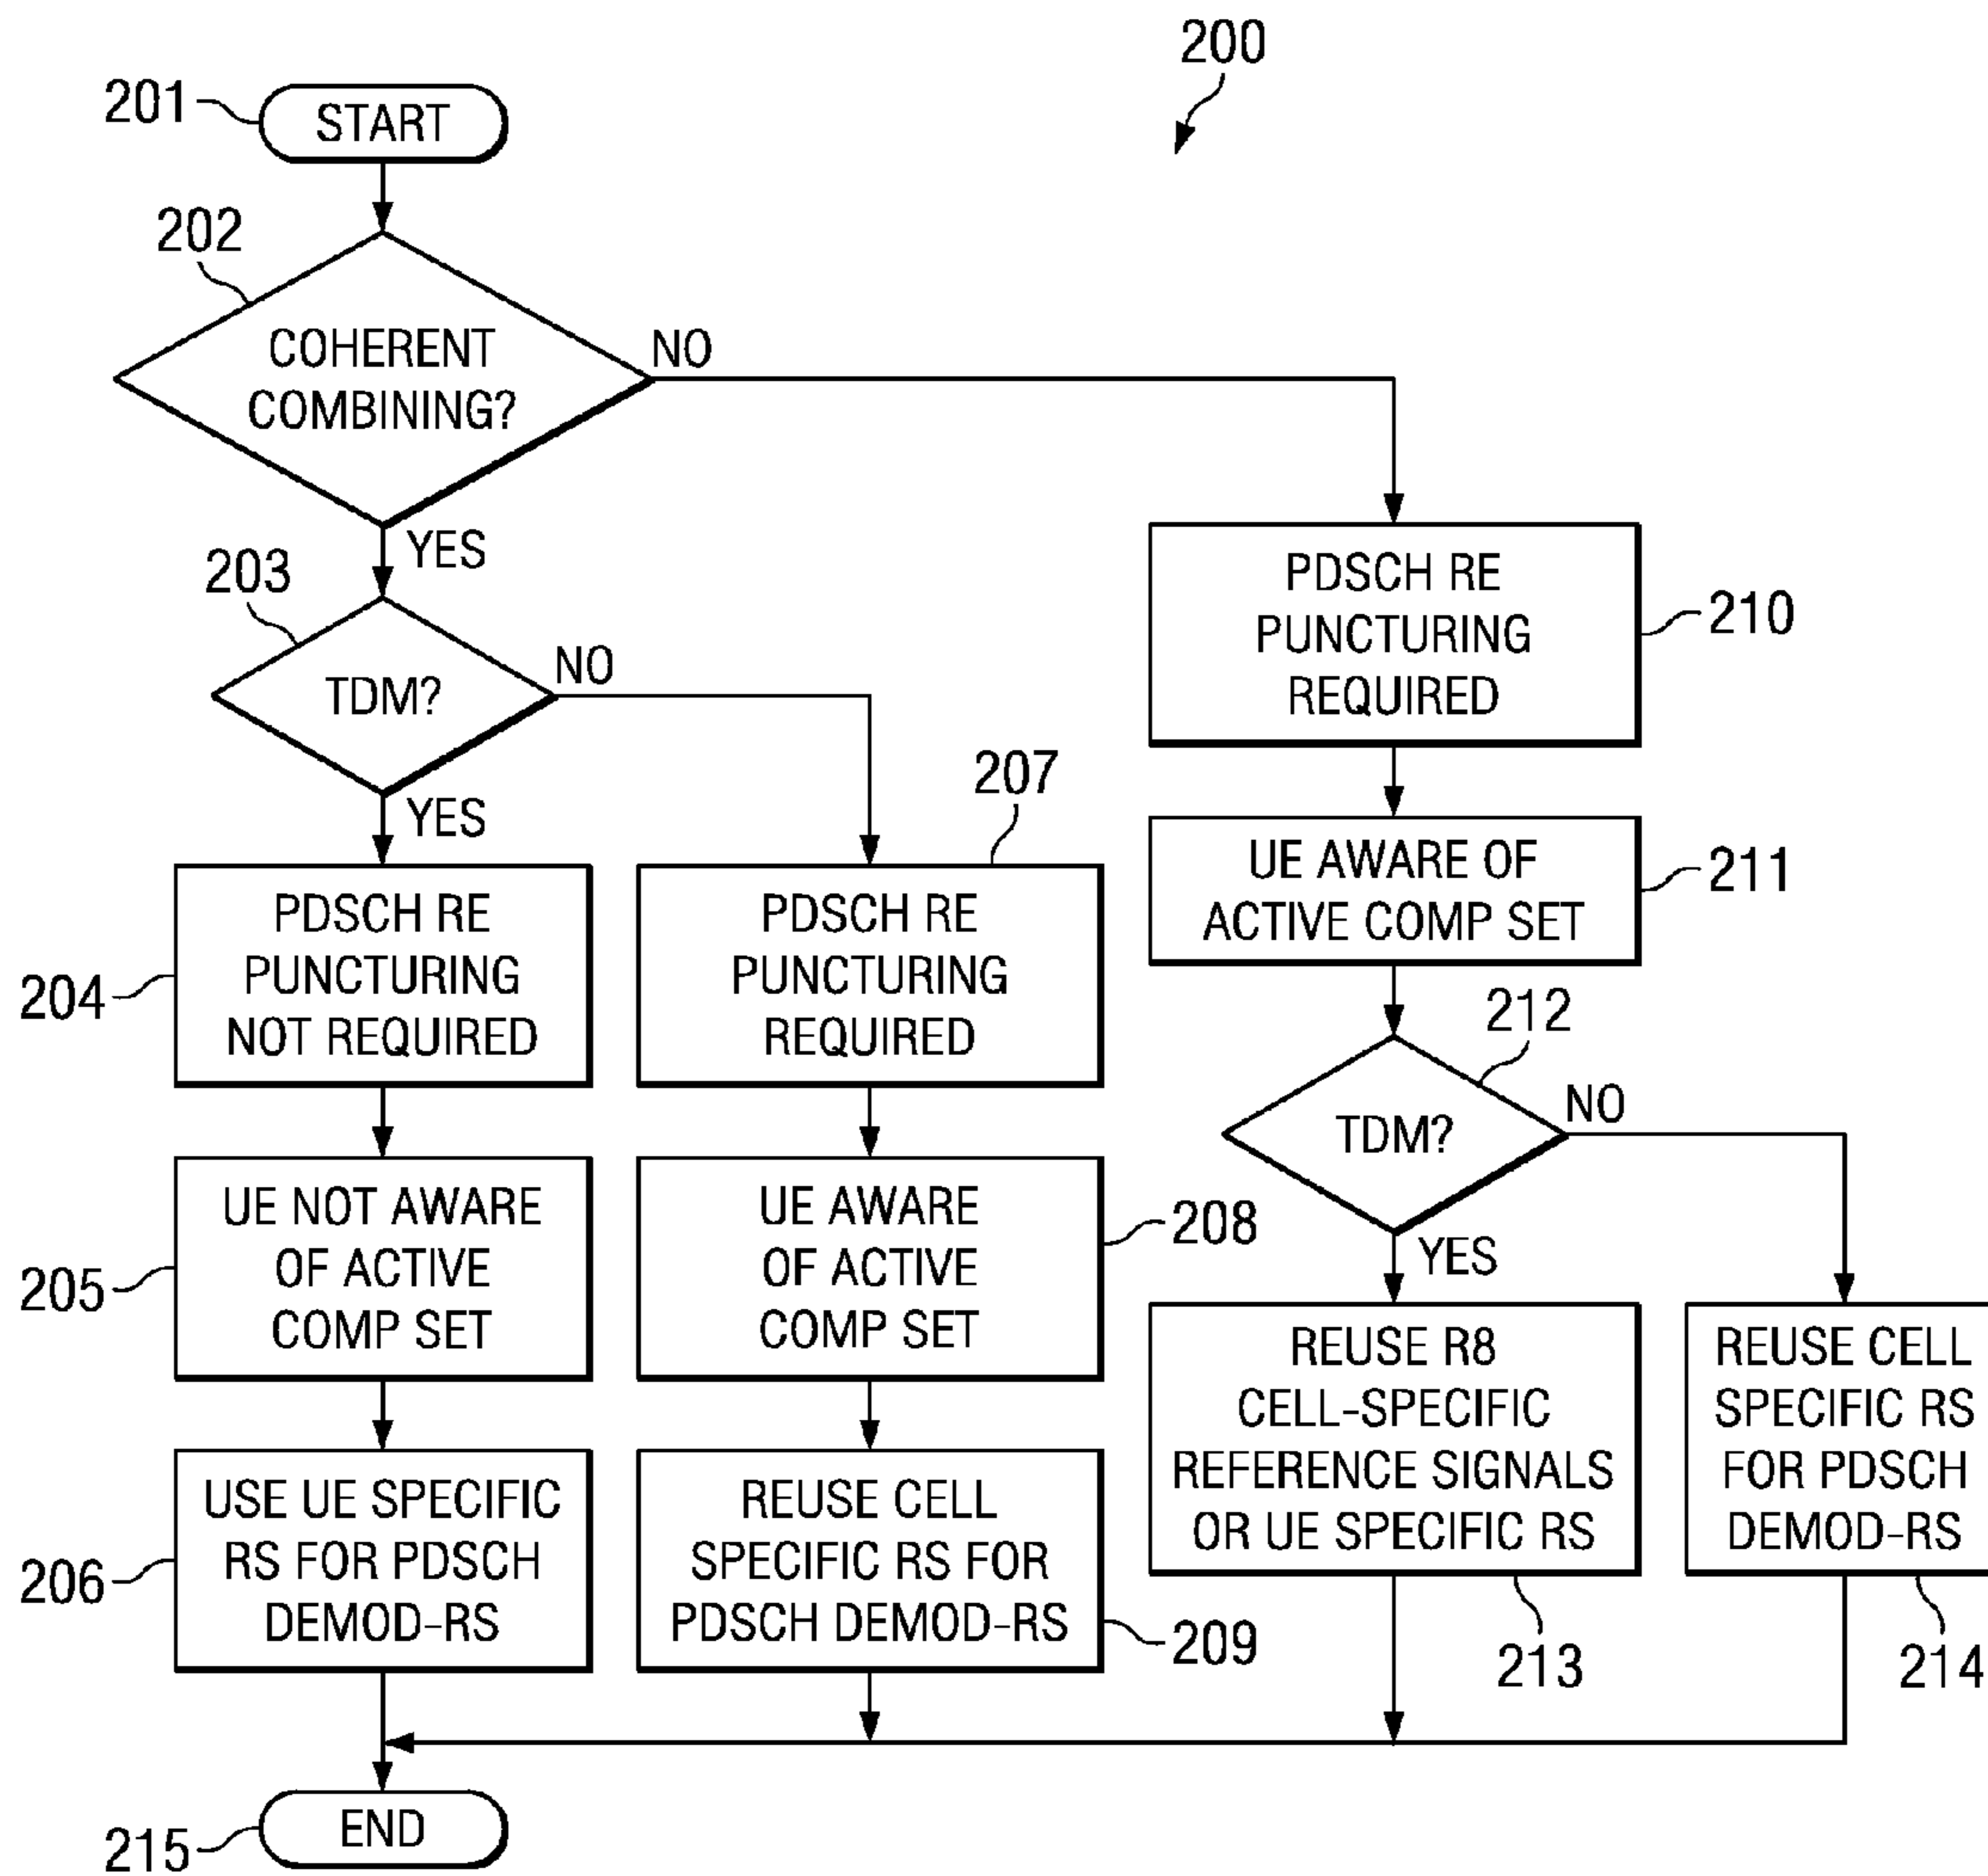 200
201
START
202
COHERENT
COMBINING?
NO
YES
203
TDM?
NO
YES
204
PDSCH RE
PUNCTURING
NOT REQUIRED
205
UE NOT AWARE
OF ACTIVE
COMP SET
206
USE UE SPECIFIC
RS FOR PDSCH
DEMOD-RS
207
PDSCH RE
PUNCTURING
REQUIRED
208
UE AWARE
OF ACTIVE
COMP SET
209
REUSE CELL
SPECIFIC RS FOR
PDSCH DEMOD-RS
210
PDSCH RE
PUNCTURING
REQUIRED
211
UE AWARE OF
ACTIVE COMP SET
212
TDM?
NO
YES
213
REUSE R8
CELL-SPECIFIC
REFERENCE SIGNALS
OR UE SPECIFIC RS
214
REUSE CELL
SPECIFIC RS
FOR PDSCH
DEMOD-RS
215
END